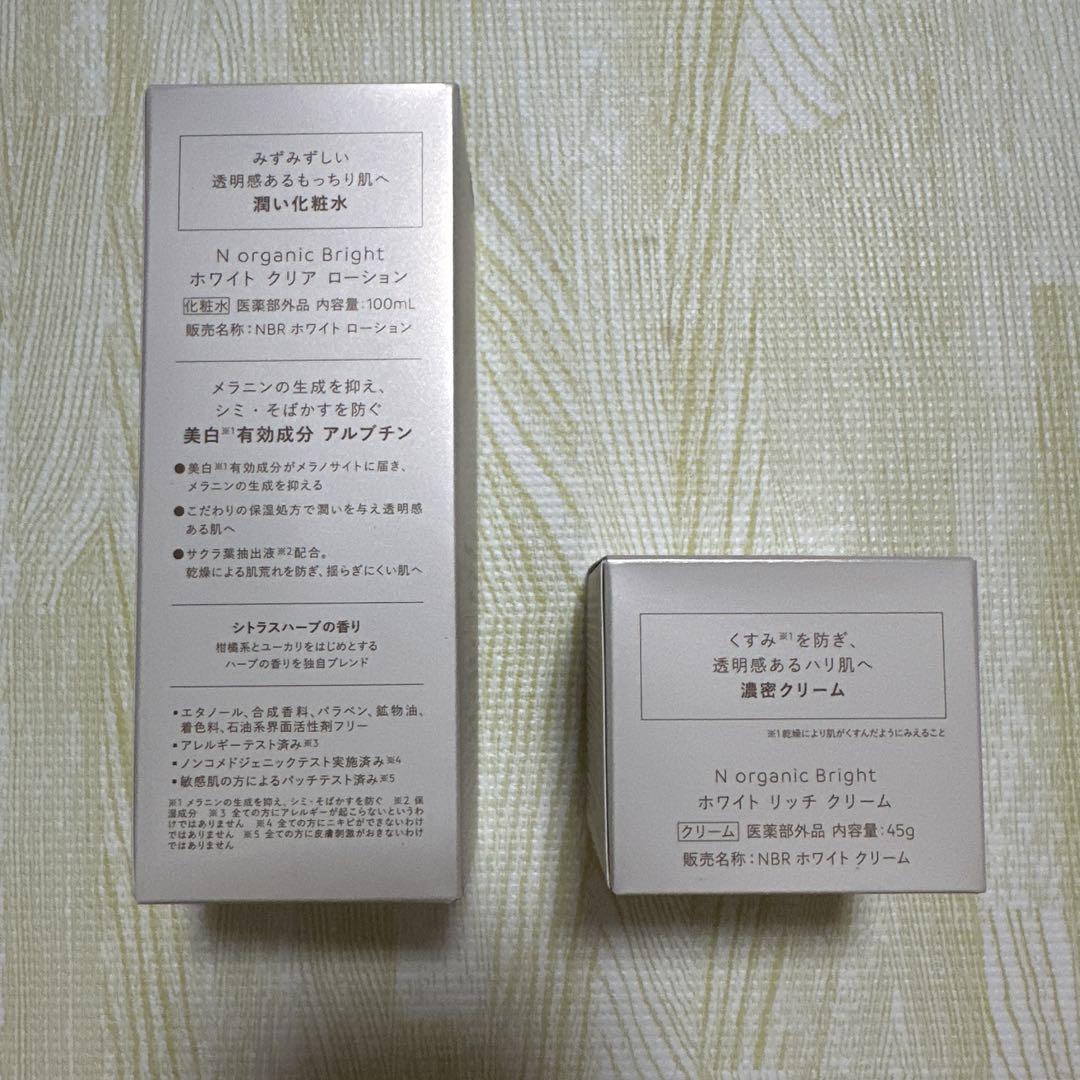 みずみずしい
透明感あるもっちり肌へ
潤い化粧水
N organic Bright
ホワイト クリア ローション
化粧水 医薬部外品 内容量:100mL
販売名称:NBR ホワイト ローション
メラニンの生成を抑え、
シミ・そばかすを防ぐ
美白※1有効成分 アルブチン
●美白※1有効成分がメラノサイトに届き、
メラニンの生成を抑える
●こだわりの保湿処方で潤いを与え透明感
ある肌へ
●サクラ葉抽出液※2配合。
乾燥による肌荒れを防ぎ、揺らぎにくい肌へ
シトラスハーブの香り
柑橘系とユーカリをはじめとする
ハーブの香りを独自ブレンド
▪エタノール、合成香料、パラベン、鉱物油、
着色料、石油系界面活性剤フリー
▪アレルギーテスト済み※3
▪ノンコメドジェニックテスト実施済み※4
▪敏感肌の方によるパッチテスト済み※5
※1 メラニンの生成を抑え、シミ・そばかすを防ぐ ※2 保
湿成分 ※3 全ての方にアレルギーが起こらないというわ
けではありません ※4 全ての方にニキビができないわけ
ではありません ※5 全ての方に皮膚刺激がおきないわけ
ではありません
くすみ※1を防ぎ、
透明感あるハリ肌へ
濃密クリーム
※1乾燥により肌がくすんだようにみえること
N organic Bright
ホワイト リッチ クリーム
クリーム 医薬部外品 内容量:45g
販売名称:NBR ホワイト クリーム